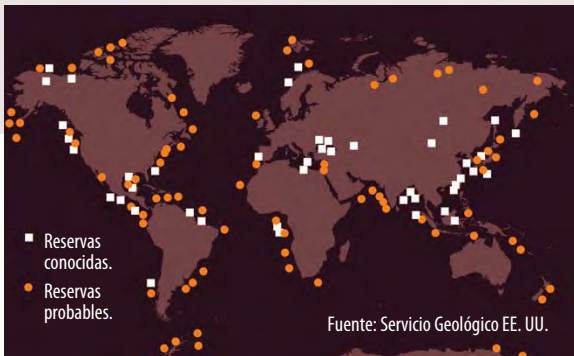 Reservas
conocidas.
Reservas
probables.
Fuente: Servicio Geológico EE. UU.